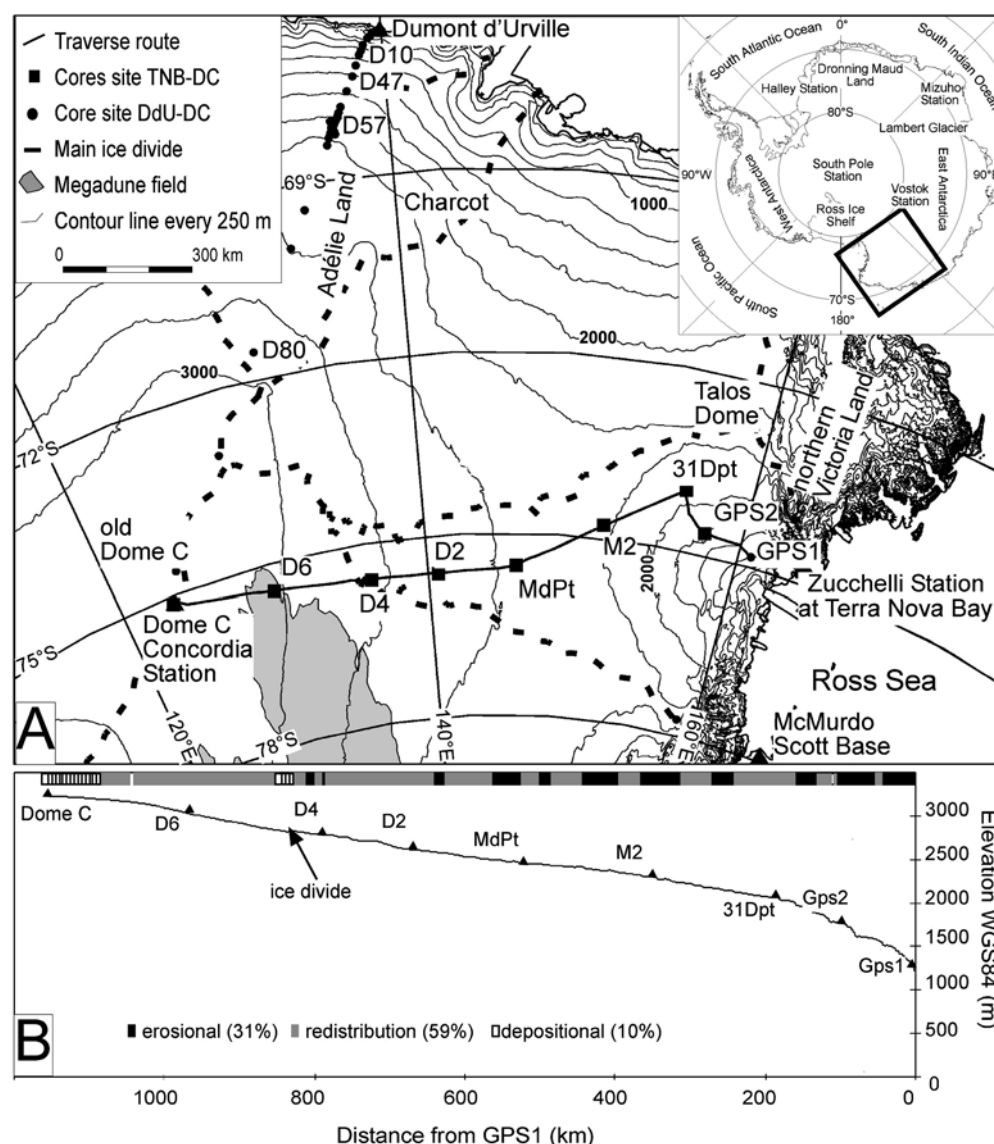 Traverse route
Cores site TNB-DC
Core site DdU-DC
Main ice divide
Megadune field
Contour line every 250 m
0 300 km
Dumont d'Urville
D10
D47
D57
69°S
Adélie Land
Charcot
1000
2000
D80
3000
72°S
Talos
Dome
northern
Victoria Land
31Dpt
GPS2
GPS1
M2
2000
MdPt
D2
D4
D6
old
Dome C
Dome C
Concordia
Station
75°S
Zucchelli Station
at Terra Nova Bay
Ross Sea
McMurdo
Scott Base
120°E
78°S
140°E
160°E
A
South Atlantic Ocean
0°
South Indian Ocean
Dronning Maud
Land
Halley Station
Mizuho
Station
80°S
Lambert Glacier
90°W
West Antarctica
South Pole
Station
East Antarctica
90°E
Vostok
Station
Ross Ice
Shelf
South Pacific Ocean
70°S
180°
Dome C
D6
D4
D2
MdPt
M2
31Dpt
Gps2
Gps1
ice divide
erosional (31%) redistribution (59%) depositional (10%)
B
3000
2500
2000
1500
1000
500
0
Elevation WGS84 (m)
1000 800 600 400 200 0
Distance from GPS1 (km)